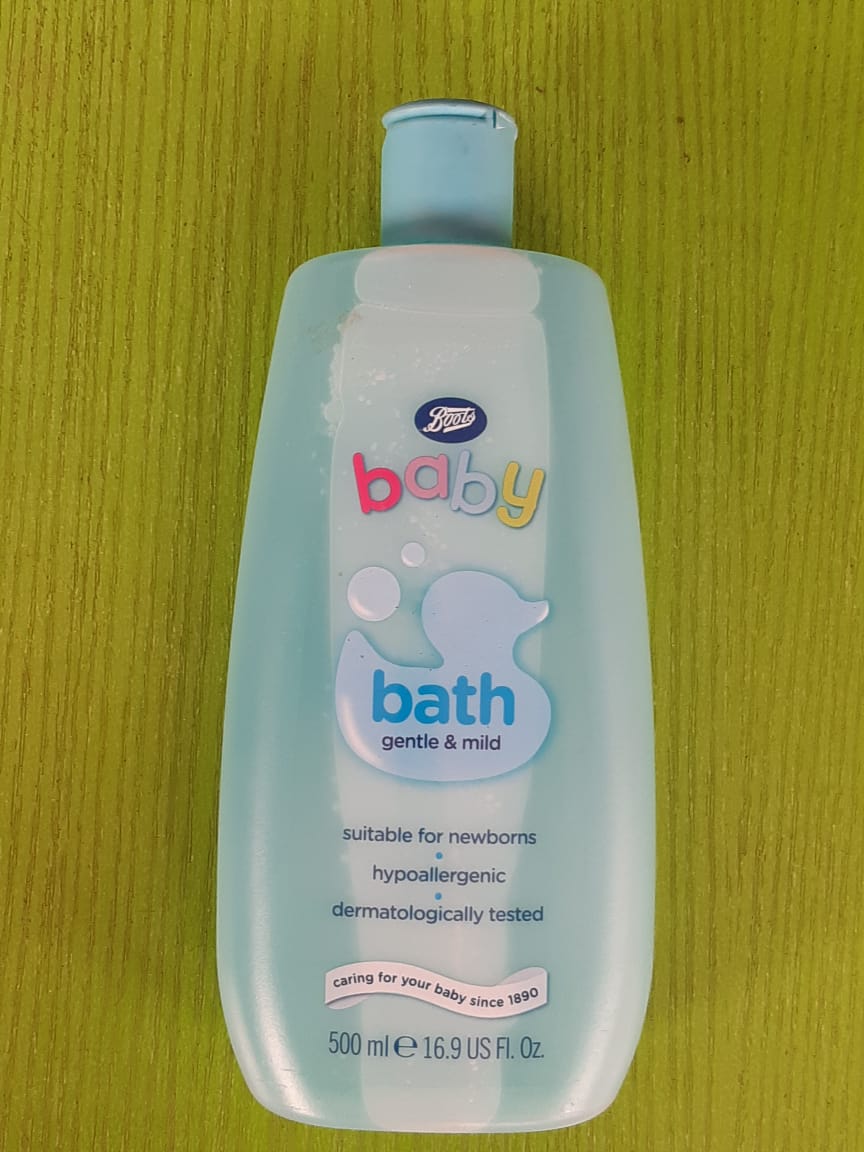 Boots
baby
bath
gentle & mild
suitable for newborns
hypoallergenic
dermatologically tested
caring for your baby since 1890
500 ml ℮ 16.9 US Fl. Oz.